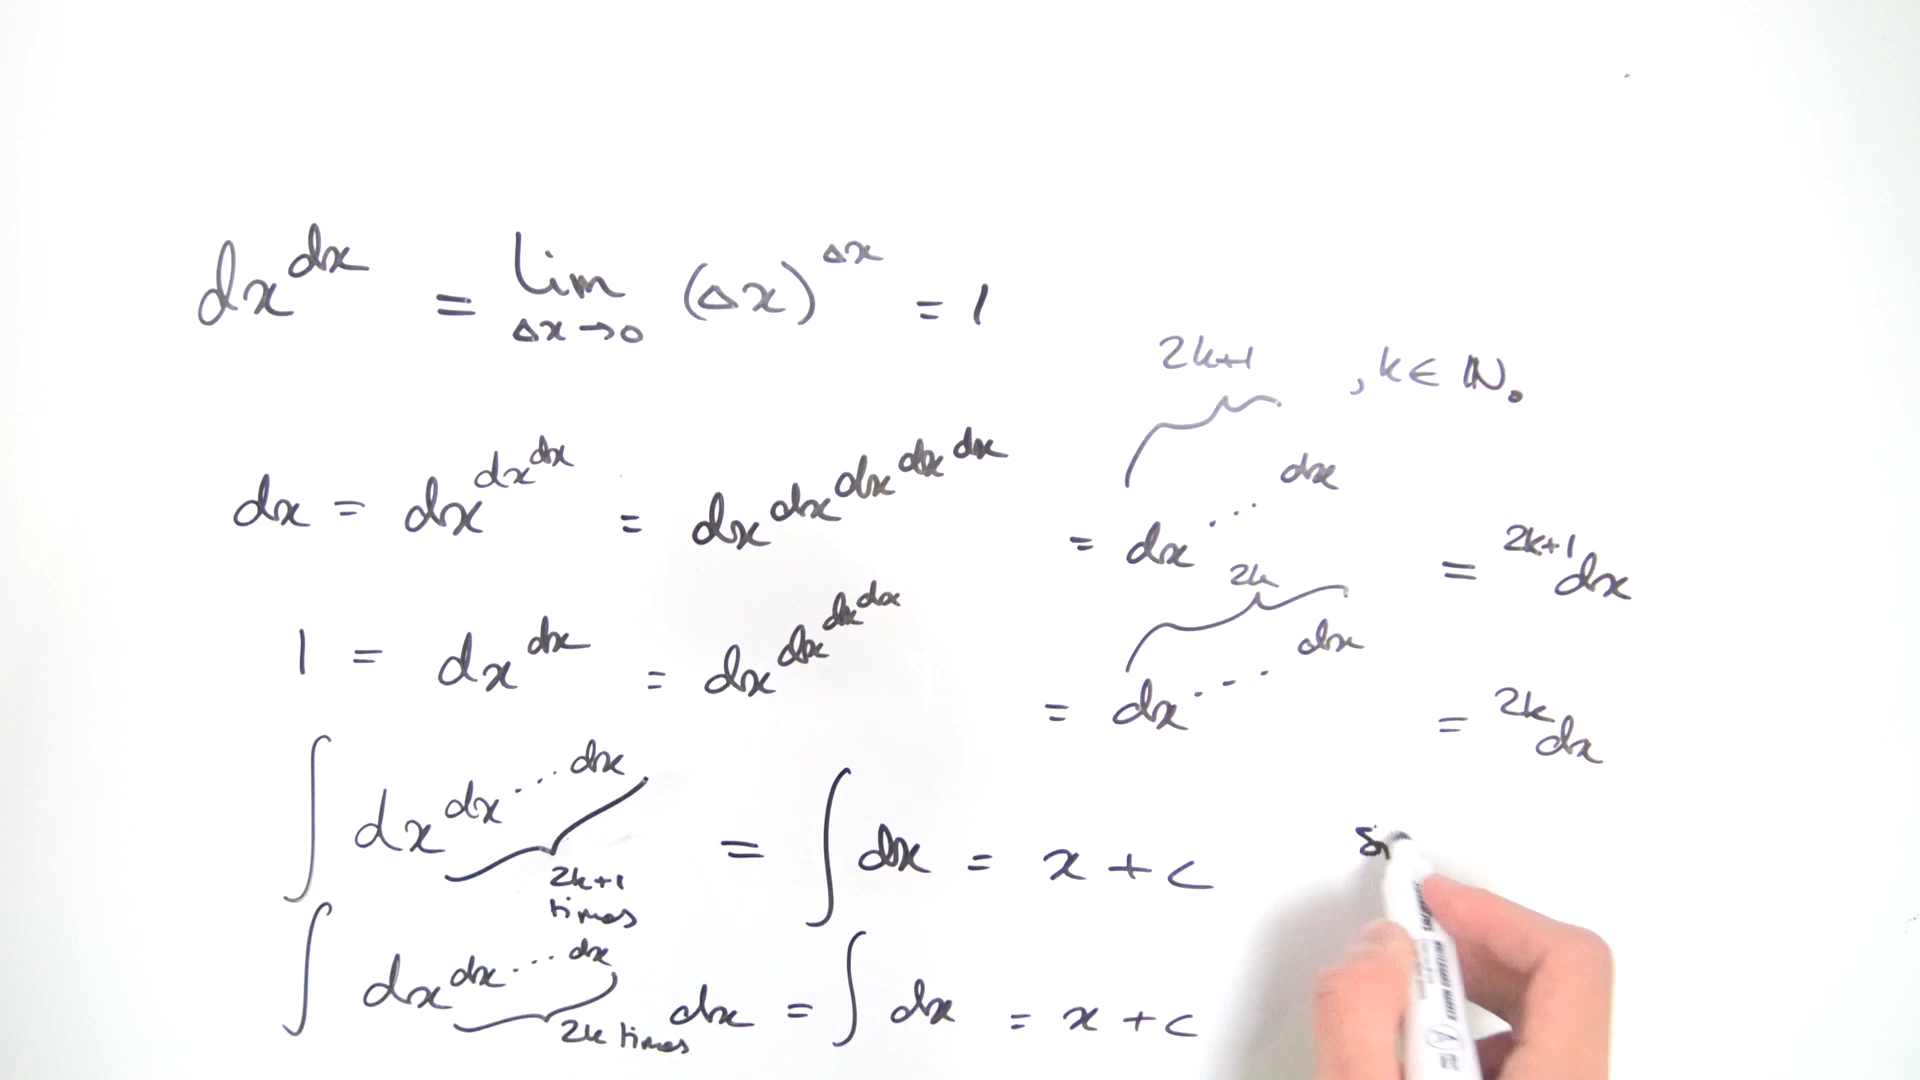 dx^dx = lim Δx→0 (Δx)^Δx = 1
2k+1 , k ∈ ℕ₀
dx = dx^dx^dx = dx^dx^dx^dx^dx = dx^⋰^dx = ^2k+1 dx
2k
1 = dx^dx = dx^dx^dx^dx = dx^⋰^dx = ^2k dx
∫ dx^dx^⋰^dx = ∫ dx = x + c
2k+1 times
∫ dx^dx^⋰^dx dx = ∫ dx = x + c
2k times